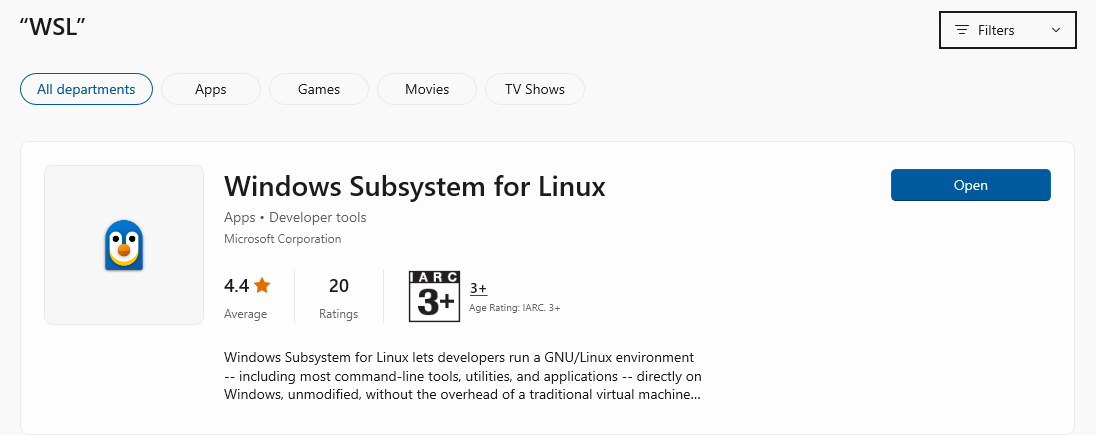 “WSL”
Filters
All departments
Apps
Games
Movies
TV Shows
Windows Subsystem for Linux
Open
Apps • Developer tools
Microsoft Corporation
4.4
20
IARC
3+
3+
Average
Ratings
Age Rating: IARC. 3+
Windows Subsystem for Linux lets developers run a GNU/Linux environment
-- including most command-line tools, utilities, and applications -- directly on
Windows, unmodified, without the overhead of a traditional virtual machine...